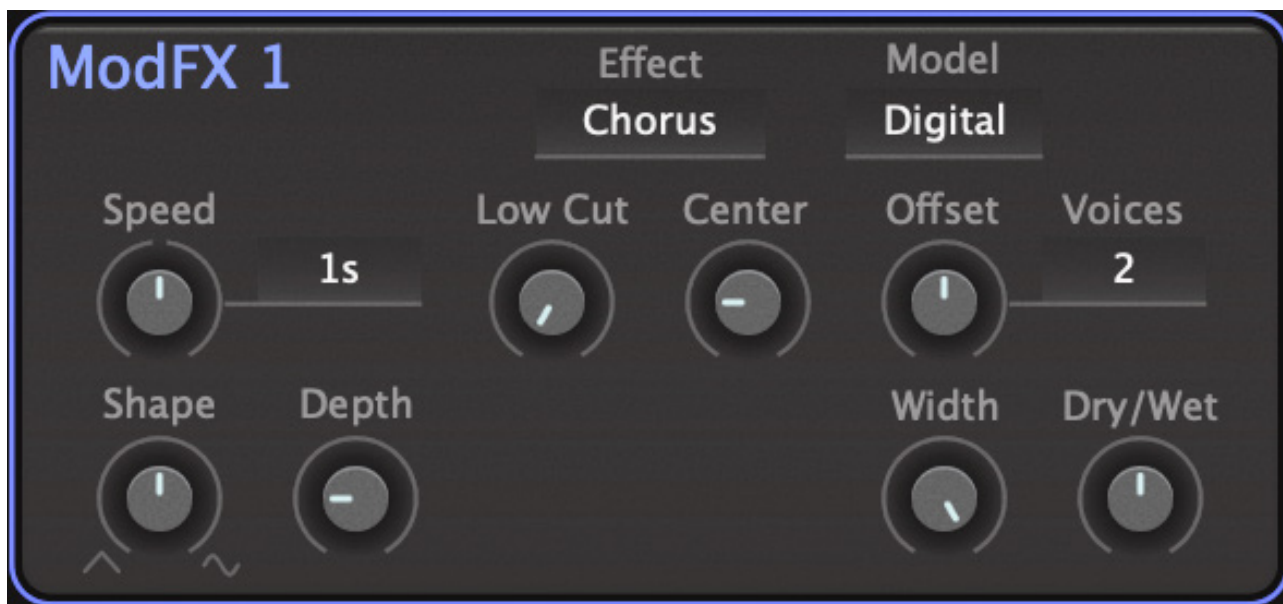 ModFX 1
Effect
Model
Chorus
Digital
Speed
Low Cut
Center
Offset
Voices
1s
2
Shape
Depth
Width
Dry/Wet